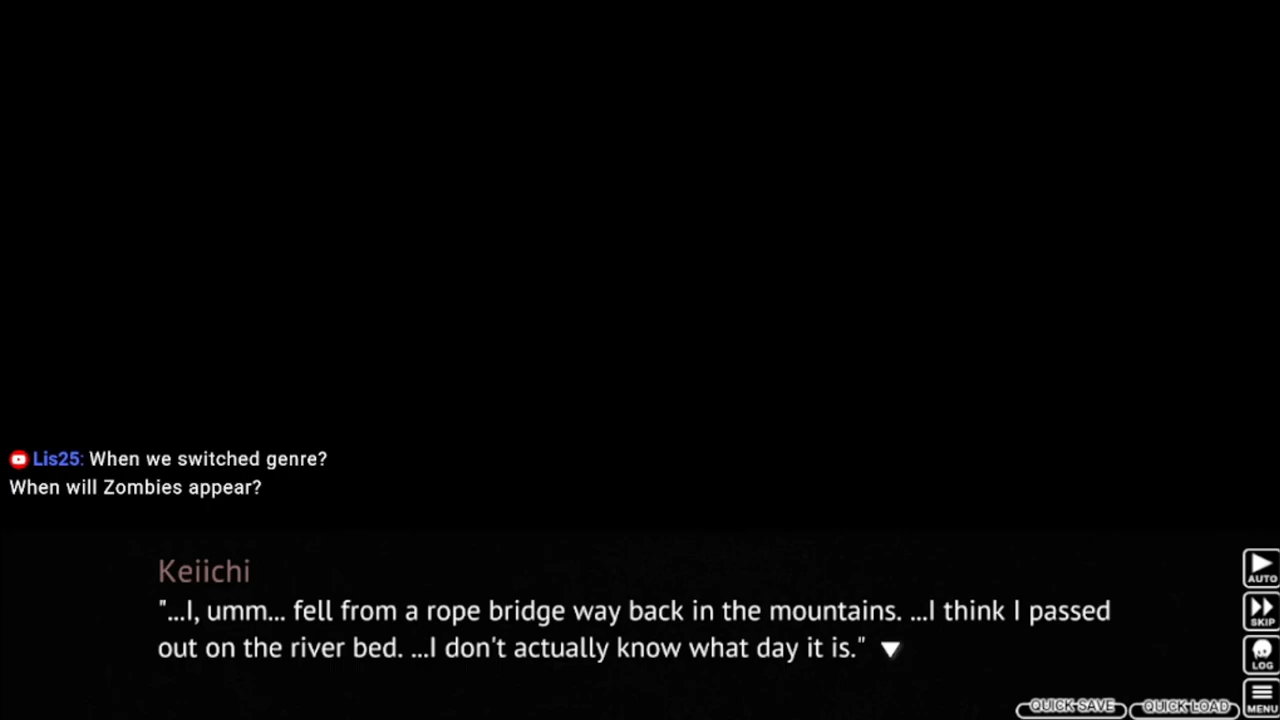 Lis25: When we switched genre?
When will Zombies appear?
Keiichi
"...I, umm... fell from a rope bridge way back in the mountains. ...I think I passed
out on the river bed. ...I don't actually know what day it is."
AUTO
SKIP
LOG
MENU
QUICK SAVE QUICK LOAD